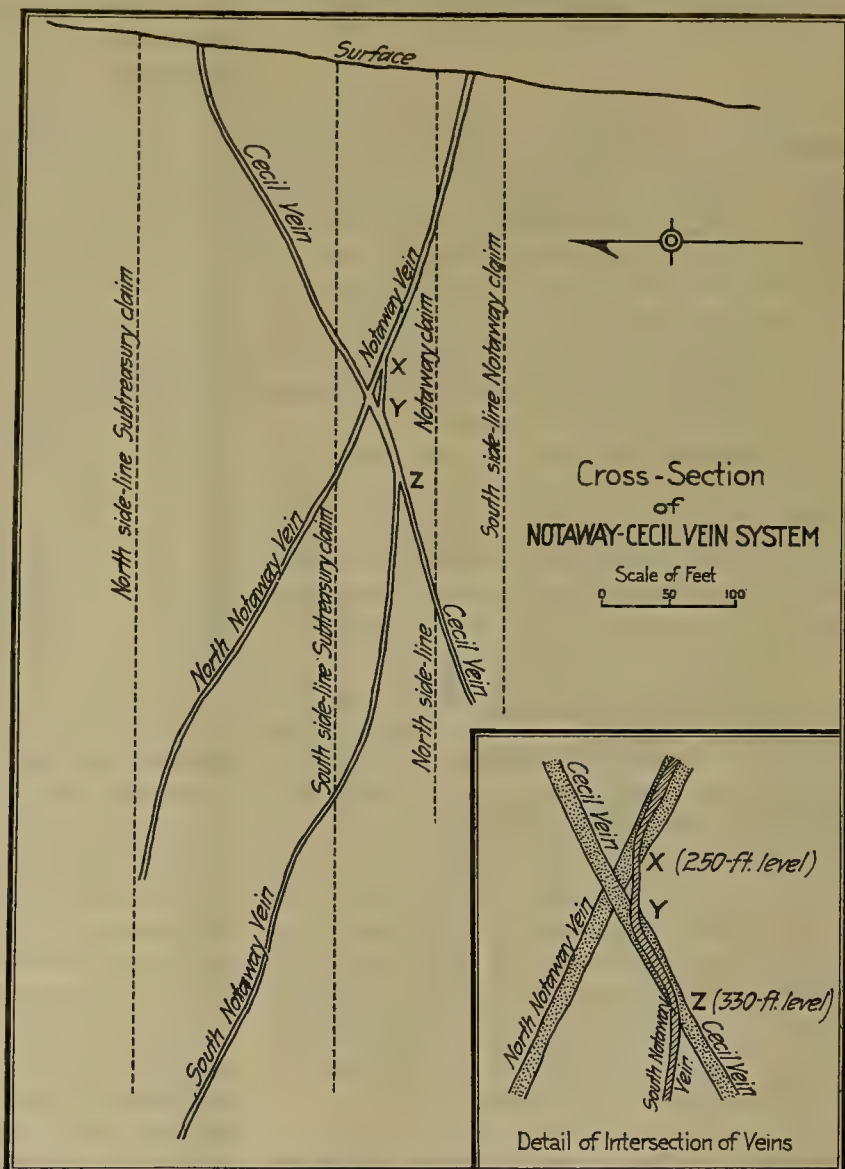 Surface
Cecil Vein
Notaway Vein
North side-line Subtreasury claim
X
Y
Notaway claim
South side-line Notaway claim
Z
Cross-Section
of
NOTAWAY-CECIL VEIN SYSTEM
Scale of Feet
0 50 100
North Notaway Vein
South side-line Subtreasury claim
North side-line
Cecil Vein
South Notaway Vein
Cecil Vein
X (250-ft. level)
Y
North Notaway Vein
Z (330-ft. level)
South Notaway
Vein
Cecil Vein
Detail of Intersection of Veins